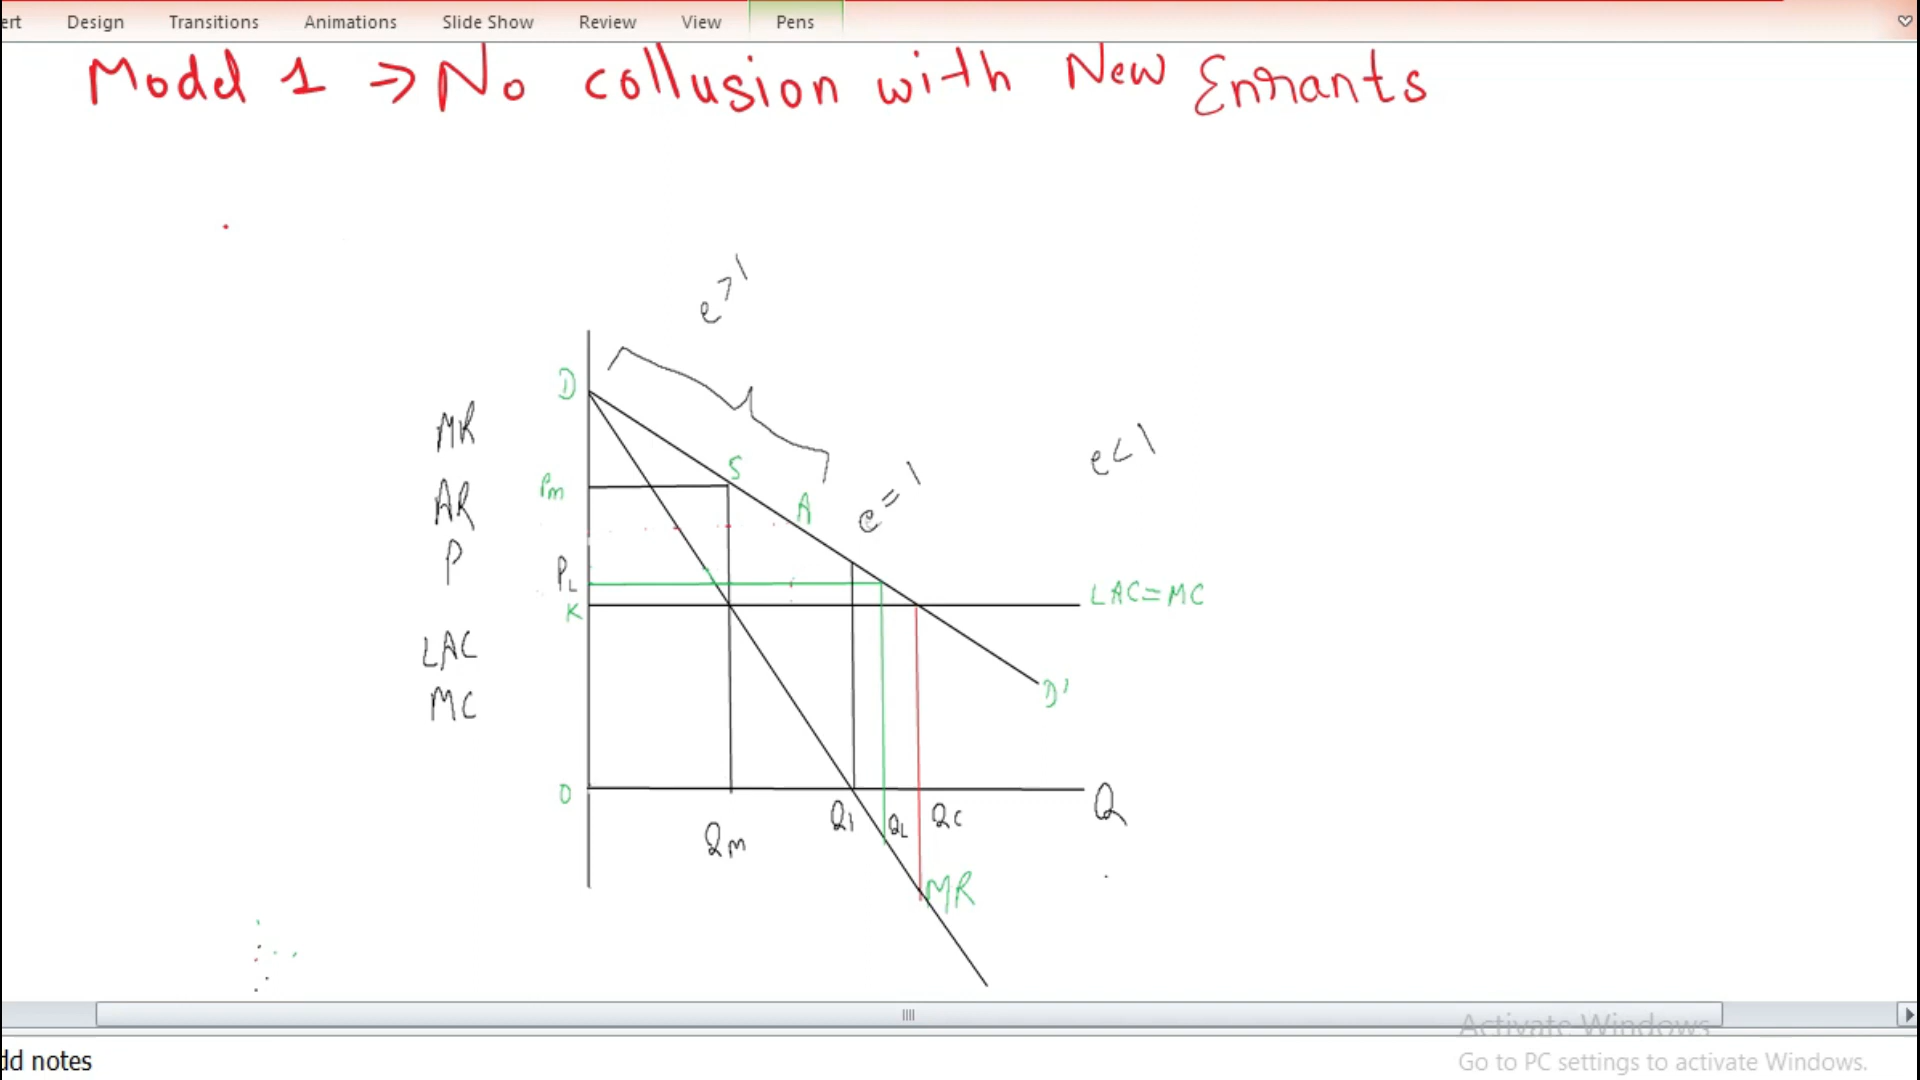 ert Design Transitions Animations Slide Show Review View Pens
Model 1 → No collusion with New Enrants
e>1
D
MR
e<1
S
Pm
AR
A
e=1
P
PL
K
LAC=MC
LAC
MC
D'
O
Q
Qm
Q1
QL
Qc
MR
Activate Windows
Go to PC settings to activate Windows.
dd notes